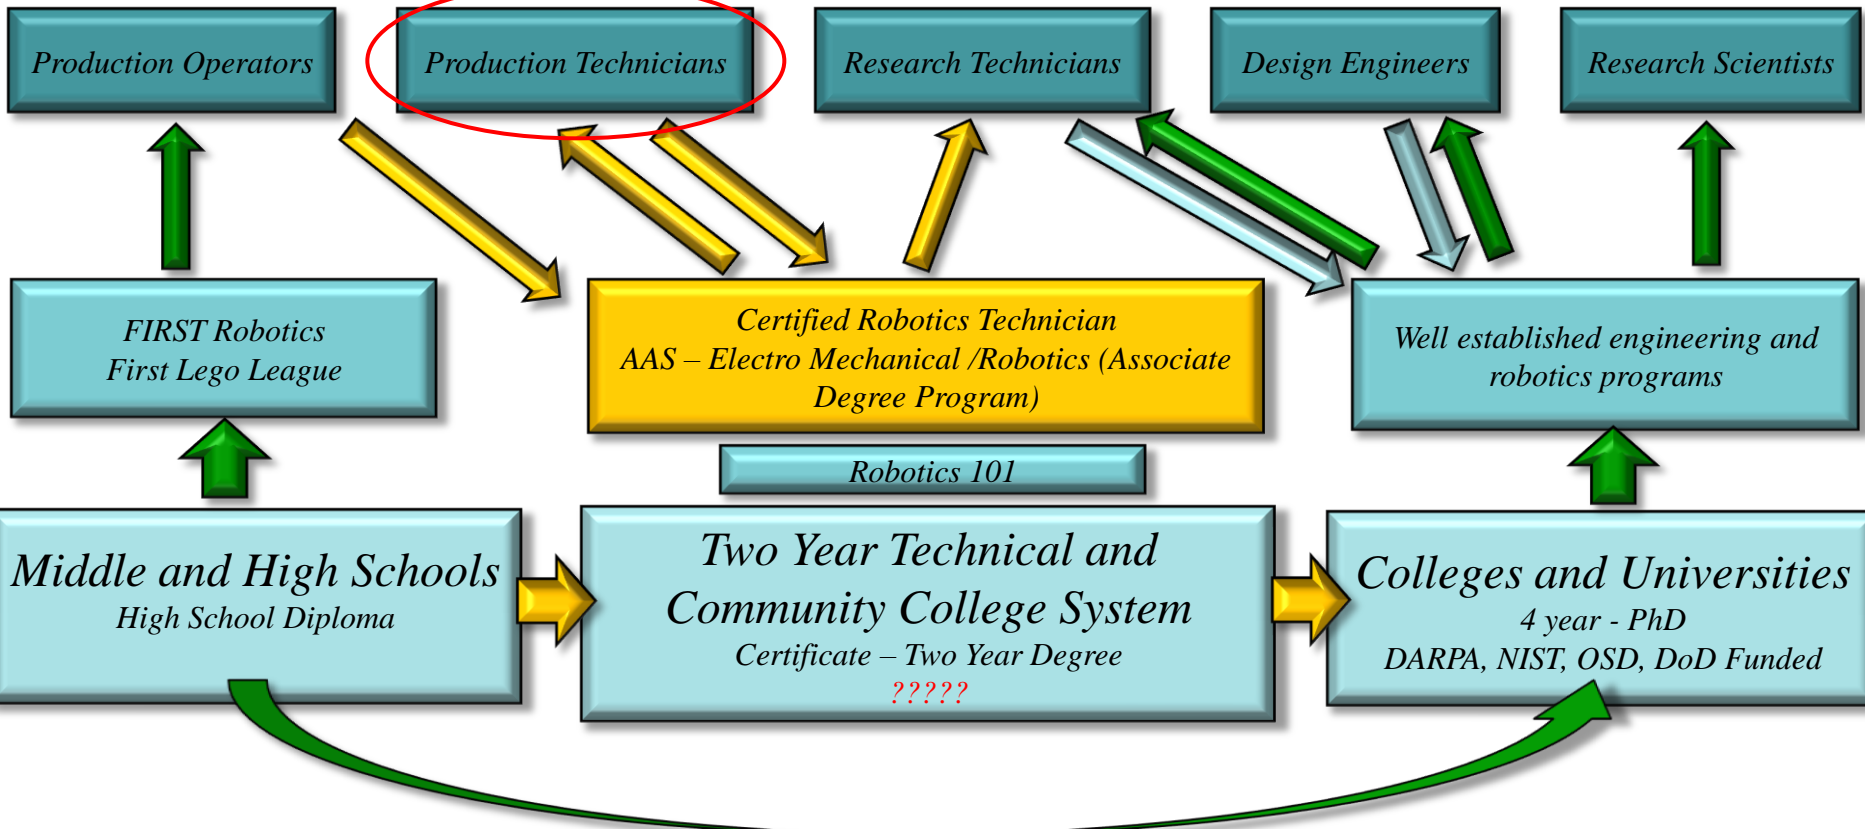 Production Operators
Production Technicians
Research Technicians
Design Engineers
Research Scientists
FIRST Robotics
First Lego League
Certified Robotics Technician
AAS – Electro Mechanical /Robotics (Associate
Degree Program)
Well established engineering and
robotics programs
Robotics 101
Middle and High Schools
High School Diploma
Two Year Technical and
Community College System
Certificate – Two Year Degree
?????
Colleges and Universities
4 year - PhD
DARPA, NIST, OSD, DoD Funded